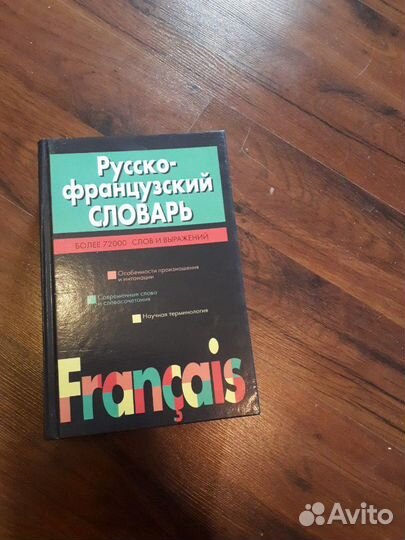 Русско-
французский
СЛОВАРЬ
БОЛЕЕ 72000 СЛОВ И ВЫРАЖЕНИЙ
Особенности произношения
и интонации
Современные слова
и словосочетания
Научная терминология
Français
Avito